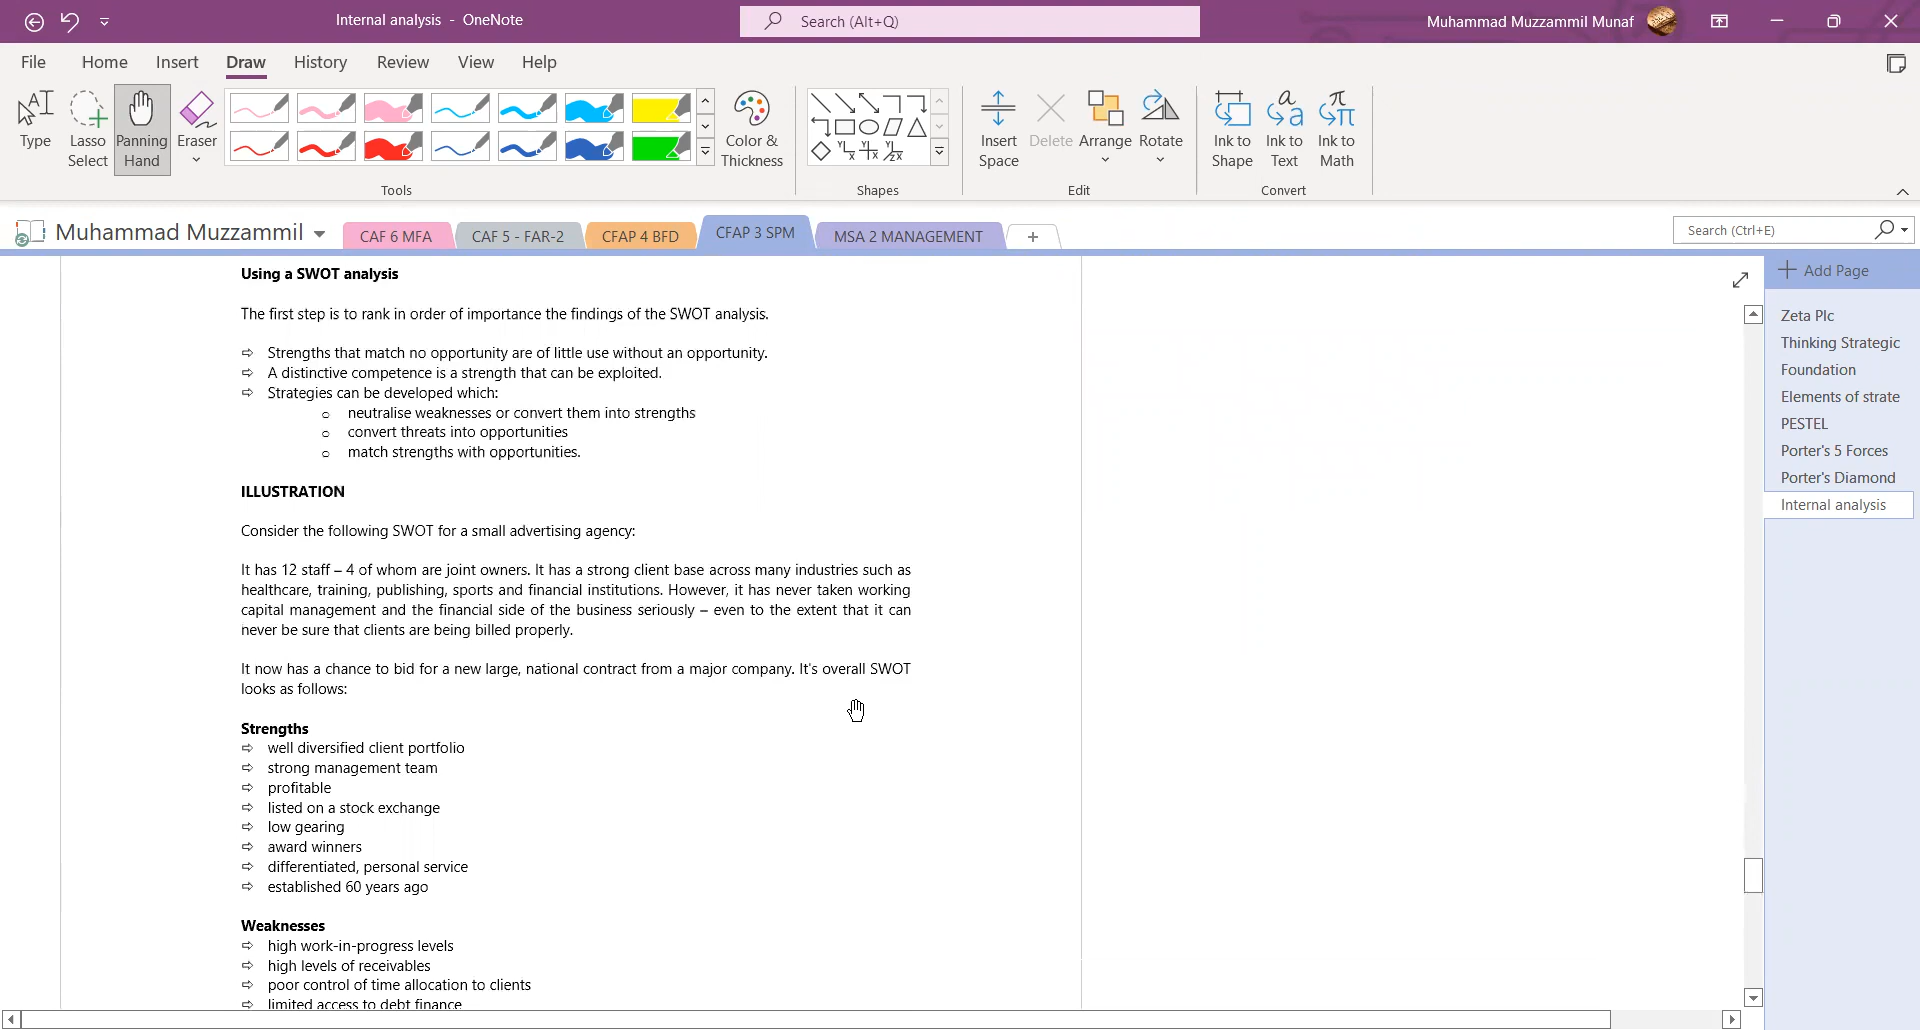 Internal analysis - OneNote
Search (Alt+Q)
Muhammad Muzzammil Munaf
File Home Insert Draw History Review View Help
Type
Lasso Select
Panning Hand
Eraser
Color & Thickness
Insert Space
Delete
Arrange
Rotate
Ink to Shape
Ink to Text
Ink to Math
Tools
Shapes
Edit
Convert
Muhammad Muzzammil
CAF 6 MFA
CAF 5 - FAR-2
CFAP 4 BFD
CFAP 3 SPM
MSA 2 MANAGEMENT
+
Search (Ctrl+E)
Using a SWOT analysis
The first step is to rank in order of importance the findings of the SWOT analysis.
⇨ Strengths that match no opportunity are of little use without an opportunity.
⇨ A distinctive competence is a strength that can be exploited.
⇨ Strategies can be developed which:
o neutralise weaknesses or convert them into strengths
o convert threats into opportunities
o match strengths with opportunities.
ILLUSTRATION
Consider the following SWOT for a small advertising agency:
It has 12 staff – 4 of whom are joint owners. It has a strong client base across many industries such as
healthcare, training, publishing, sports and financial institutions. However, it has never taken working
capital management and the financial side of the business seriously – even to the extent that it can
never be sure that clients are being billed properly.
It now has a chance to bid for a new large, national contract from a major company. It's overall SWOT
looks as follows:
Strengths
⇨ well diversified client portfolio
⇨ strong management team
⇨ profitable
⇨ listed on a stock exchange
⇨ low gearing
⇨ award winners
⇨ differentiated, personal service
⇨ established 60 years ago
Weaknesses
⇨ high work-in-progress levels
⇨ high levels of receivables
⇨ poor control of time allocation to clients
⇨ limited access to debt finance
Add Page
Zeta Plc
Thinking Strategic
Foundation
Elements of strate
PESTEL
Porter's 5 Forces
Porter's Diamond
Internal analysis